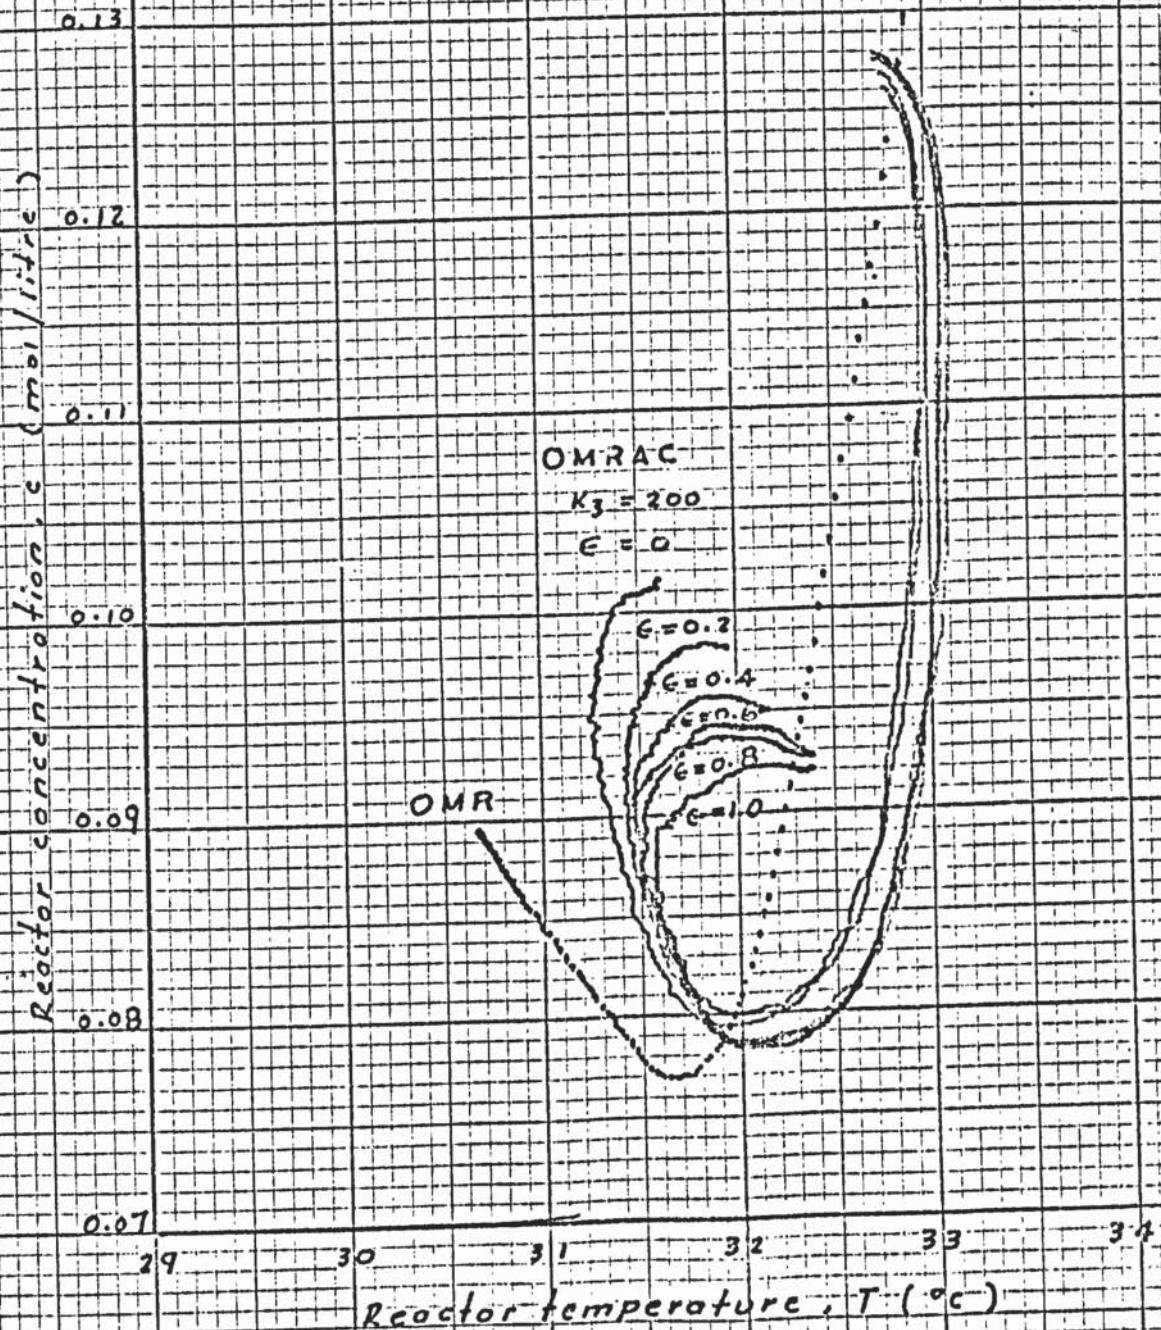 0.13
0.12
0.11
0.10
0.09
0.08
0.07
Reactor concentration, c (mol/litre)
OMRAC
K3 = 200
ϵ = 0
ϵ=0.2
ϵ=0.4
ϵ=0.6
ϵ=0.8
ϵ=1.0
OMR
29 30 31 32 33 34
Reactor temperature, T (°c)